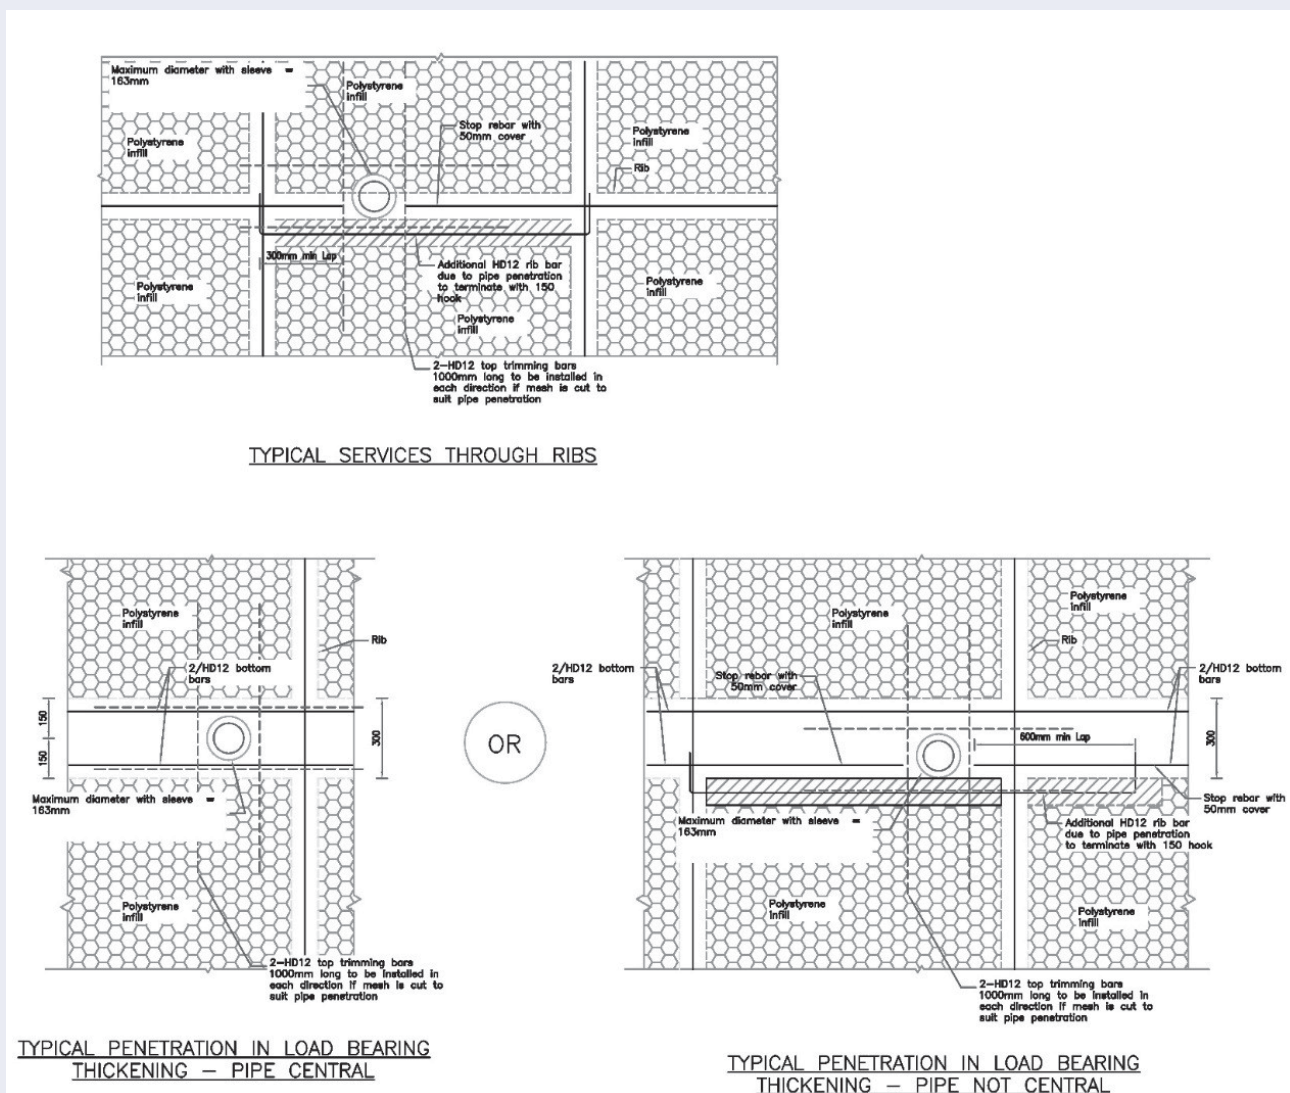 Maximum diameter with sleeve =
163mm
Polystyrene
infill
Polystyrene
infill
Stop rebar with
50mm cover
Polystyrene
infill
Rib
300mm min Lap
Polystyrene
infill
Additional HD12 rib bar
due to pipe penetration
to terminate with 150
hook
Polystyrene
infill
Polystyrene
infill
2-HD12 top trimming bars
1000mm long to be installed in
each direction if mesh is cut to
suit pipe penetration
TYPICAL SERVICES THROUGH RIBS
Polystyrene
infill
Rib
2/HD12 bottom
bars
150
150
300
Maximum diameter with sleeve =
163mm
Polystyrene
infill
2-HD12 top trimming bars
1000mm long to be installed in
each direction if mesh is cut to
suit pipe penetration
TYPICAL PENETRATION IN LOAD BEARING
THICKENING - PIPE CENTRAL
OR
Polystyrene
infill
Polystyrene
infill
Rib
2/HD12 bottom
bars
Stop rebar with
50mm cover
2/HD12 bottom
bars
600mm min Lap
300
Stop rebar with
50mm cover
Maximum diameter with sleeve =
163mm
Additional HD12 rib bar
due to pipe penetration
to terminate with 150 hook
Polystyrene
infill
Polystyrene
infill
2-HD12 top trimming bars
1000mm long to be installed in
each direction if mesh is cut to
suit pipe penetration
TYPICAL PENETRATION IN LOAD BEARING
THICKENING - PIPE NOT CENTRAL